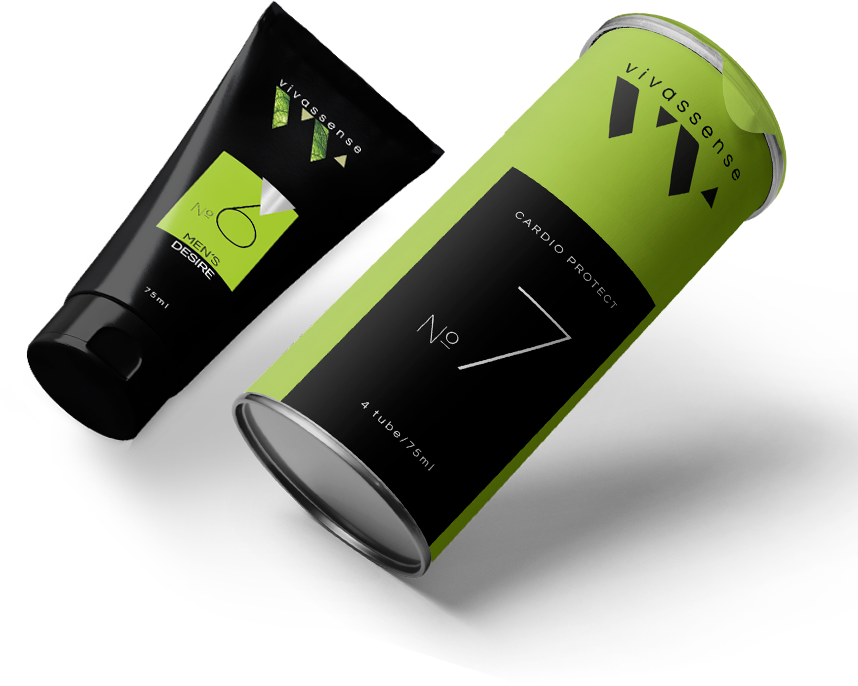 vivassense
Nº6
MEN'S
DESIRE
75ml
vivassense
CARDIO PROTECT
Nº7
4 tube/75ml